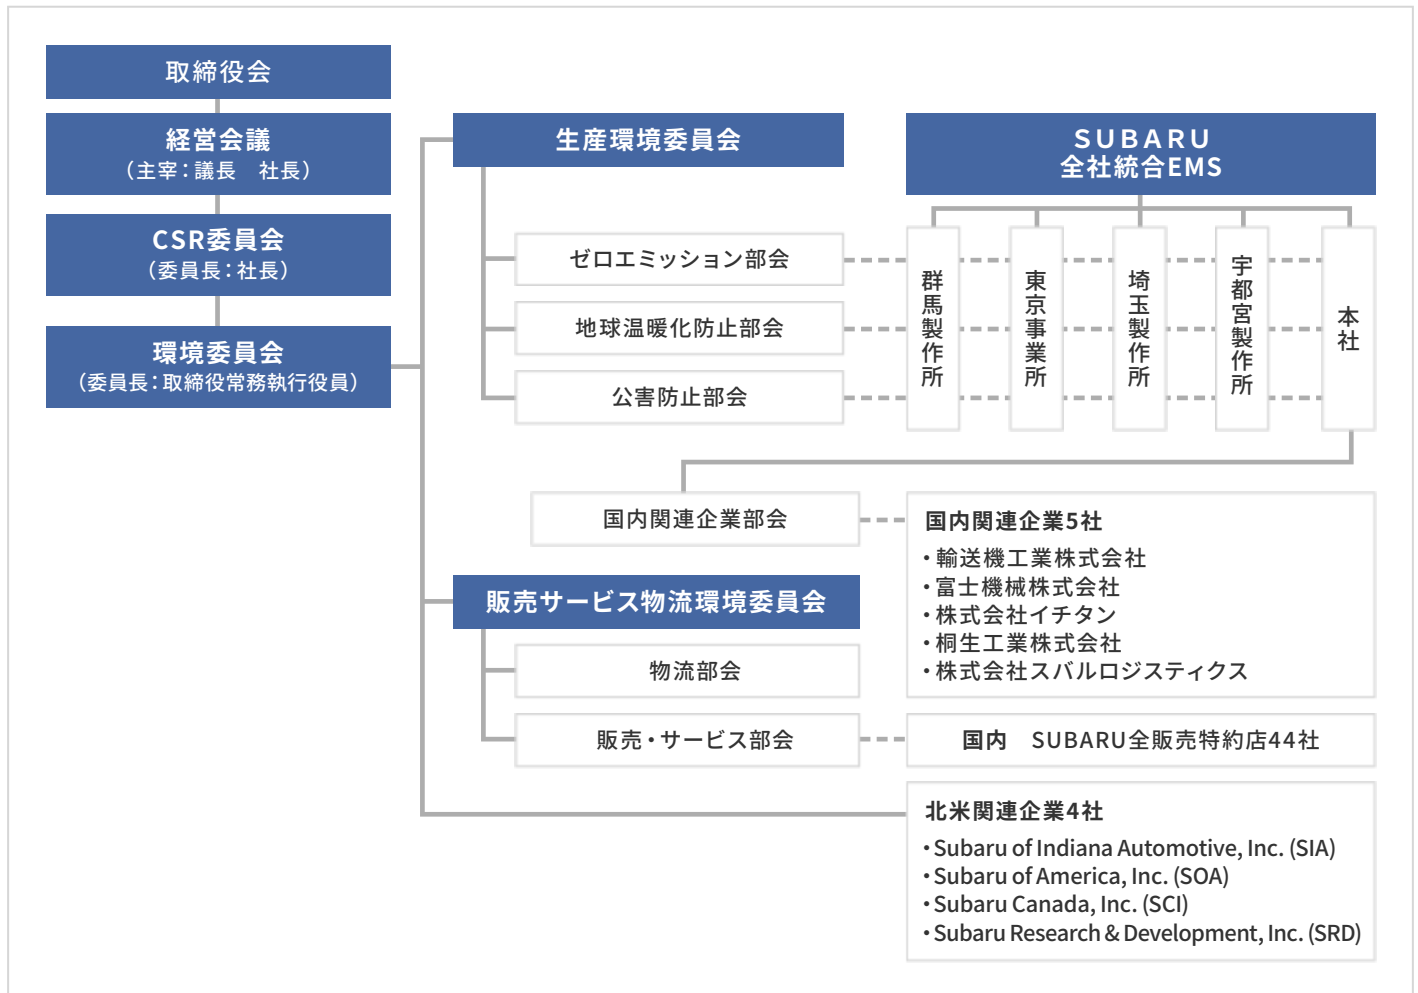 取締役会
経営会議
（主宰：議長　社長）
CSR委員会
（委員長：社長）
環境委員会
（委員長：取締役常務執行役員）
生産環境委員会
ゼロエミッション部会
地球温暖化防止部会
公害防止部会
SUBARU
全社統合EMS
群馬製作所
東京事業所
埼玉製作所
宇都宮製作所
本社
国内関連企業部会
国内関連企業5社
・輸送機工業株式会社
・富士機械株式会社
・株式会社イチタン
・桐生工業株式会社
・株式会社スバルロジスティクス
販売サービス物流環境委員会
物流部会
販売・サービス部会
国内　SUBARU全販売特約店44社
北米関連企業4社
・Subaru of Indiana Automotive, Inc. (SIA)
・Subaru of America, Inc. (SOA)
・Subaru Canada, Inc. (SCI)
・Subaru Research & Development, Inc. (SRD)